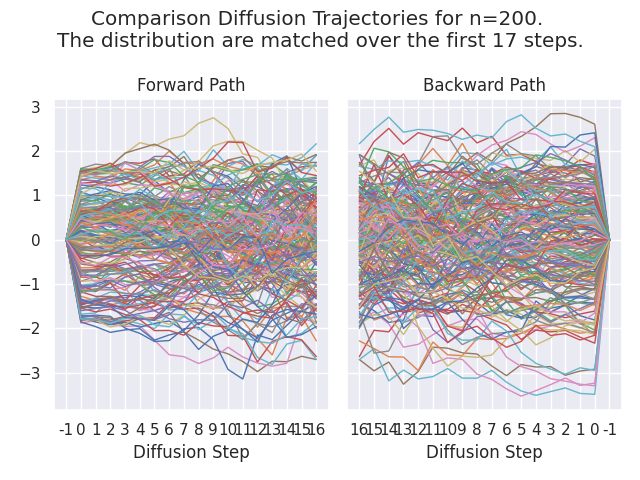 Comparison Diffusion Trajectories for n=200.
The distribution are matched over the first 17 steps.
Forward Path
Backward Path
3
2
1
0
−1
−2
−3
-1 0 1 2 3 4 5 6 7 8 9 10 11 12 13 14 15 16
16 15 14 13 12 11 10 9 8 7 6 5 4 3 2 1 0 -1
Diffusion Step
Diffusion Step